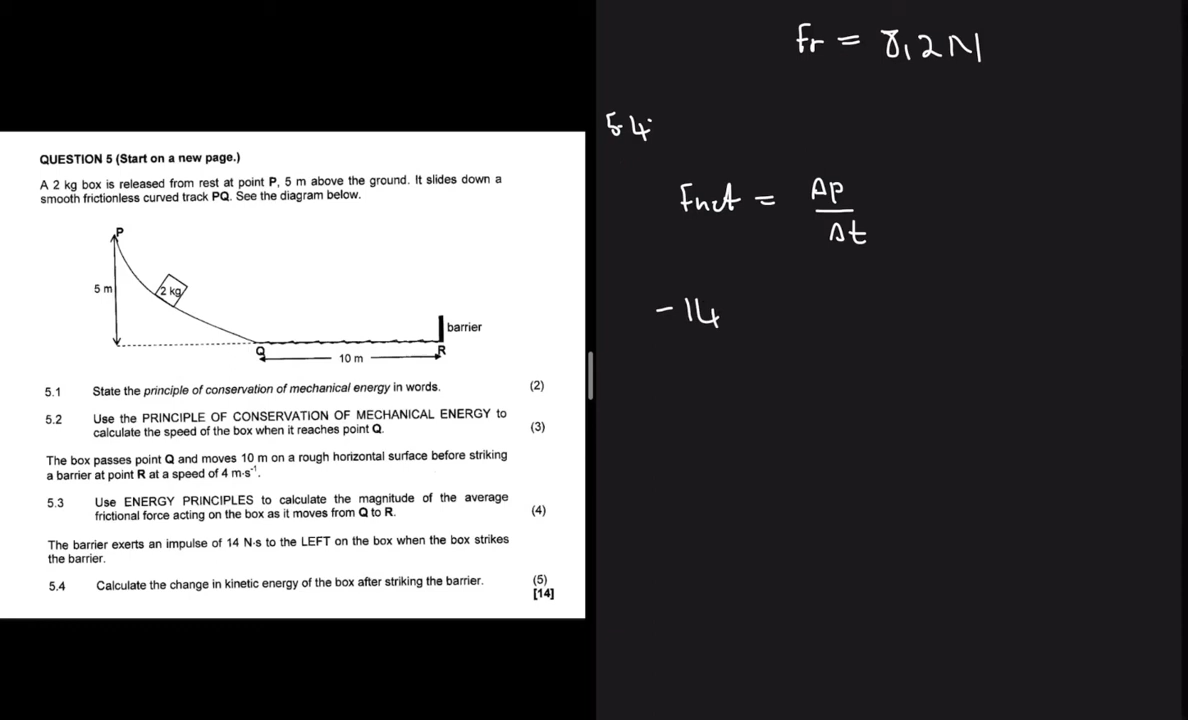 QUESTION 5 (Start on a new page.)
A 2 kg box is released from rest at point P, 5 m above the ground. It slides down a
smooth frictionless curved track PQ. See the diagram below.
P
5 m
2 kg
barrier
Q
R
10 m
5.1 State the principle of conservation of mechanical energy in words. (2)
5.2 Use the PRINCIPLE OF CONSERVATION OF MECHANICAL ENERGY to
calculate the speed of the box when it reaches point Q. (3)
The box passes point Q and moves 10 m on a rough horizontal surface before striking
a barrier at point R at a speed of 4 m·s⁻¹.
5.3 Use ENERGY PRINCIPLES to calculate the magnitude of the average
frictional force acting on the box as it moves from Q to R. (4)
The barrier exerts an impulse of 14 N·s to the LEFT on the box when the box strikes
the barrier.
5.4 Calculate the change in kinetic energy of the box after striking the barrier. (5)
[14]
Fr = 8,2N
54
Fnet = Δp
Δt
-14